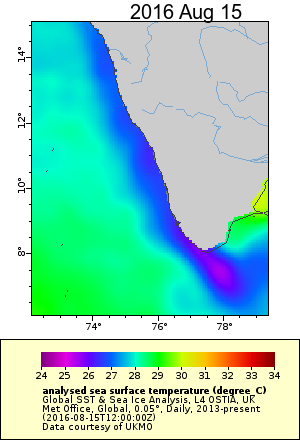 2016 Aug 15
14°
12°
10°
8°
74° 76° 78°
24 25 26 27 28 29 30 31 32 33 34
analysed sea surface temperature (degree_C)
Global SST & Sea Ice Analysis, L4 OSTIA, UK
Met Office, Global, 0.05°, Daily, 2013-present
(2016-08-15T12:00:00Z)
Data courtesy of UKMO